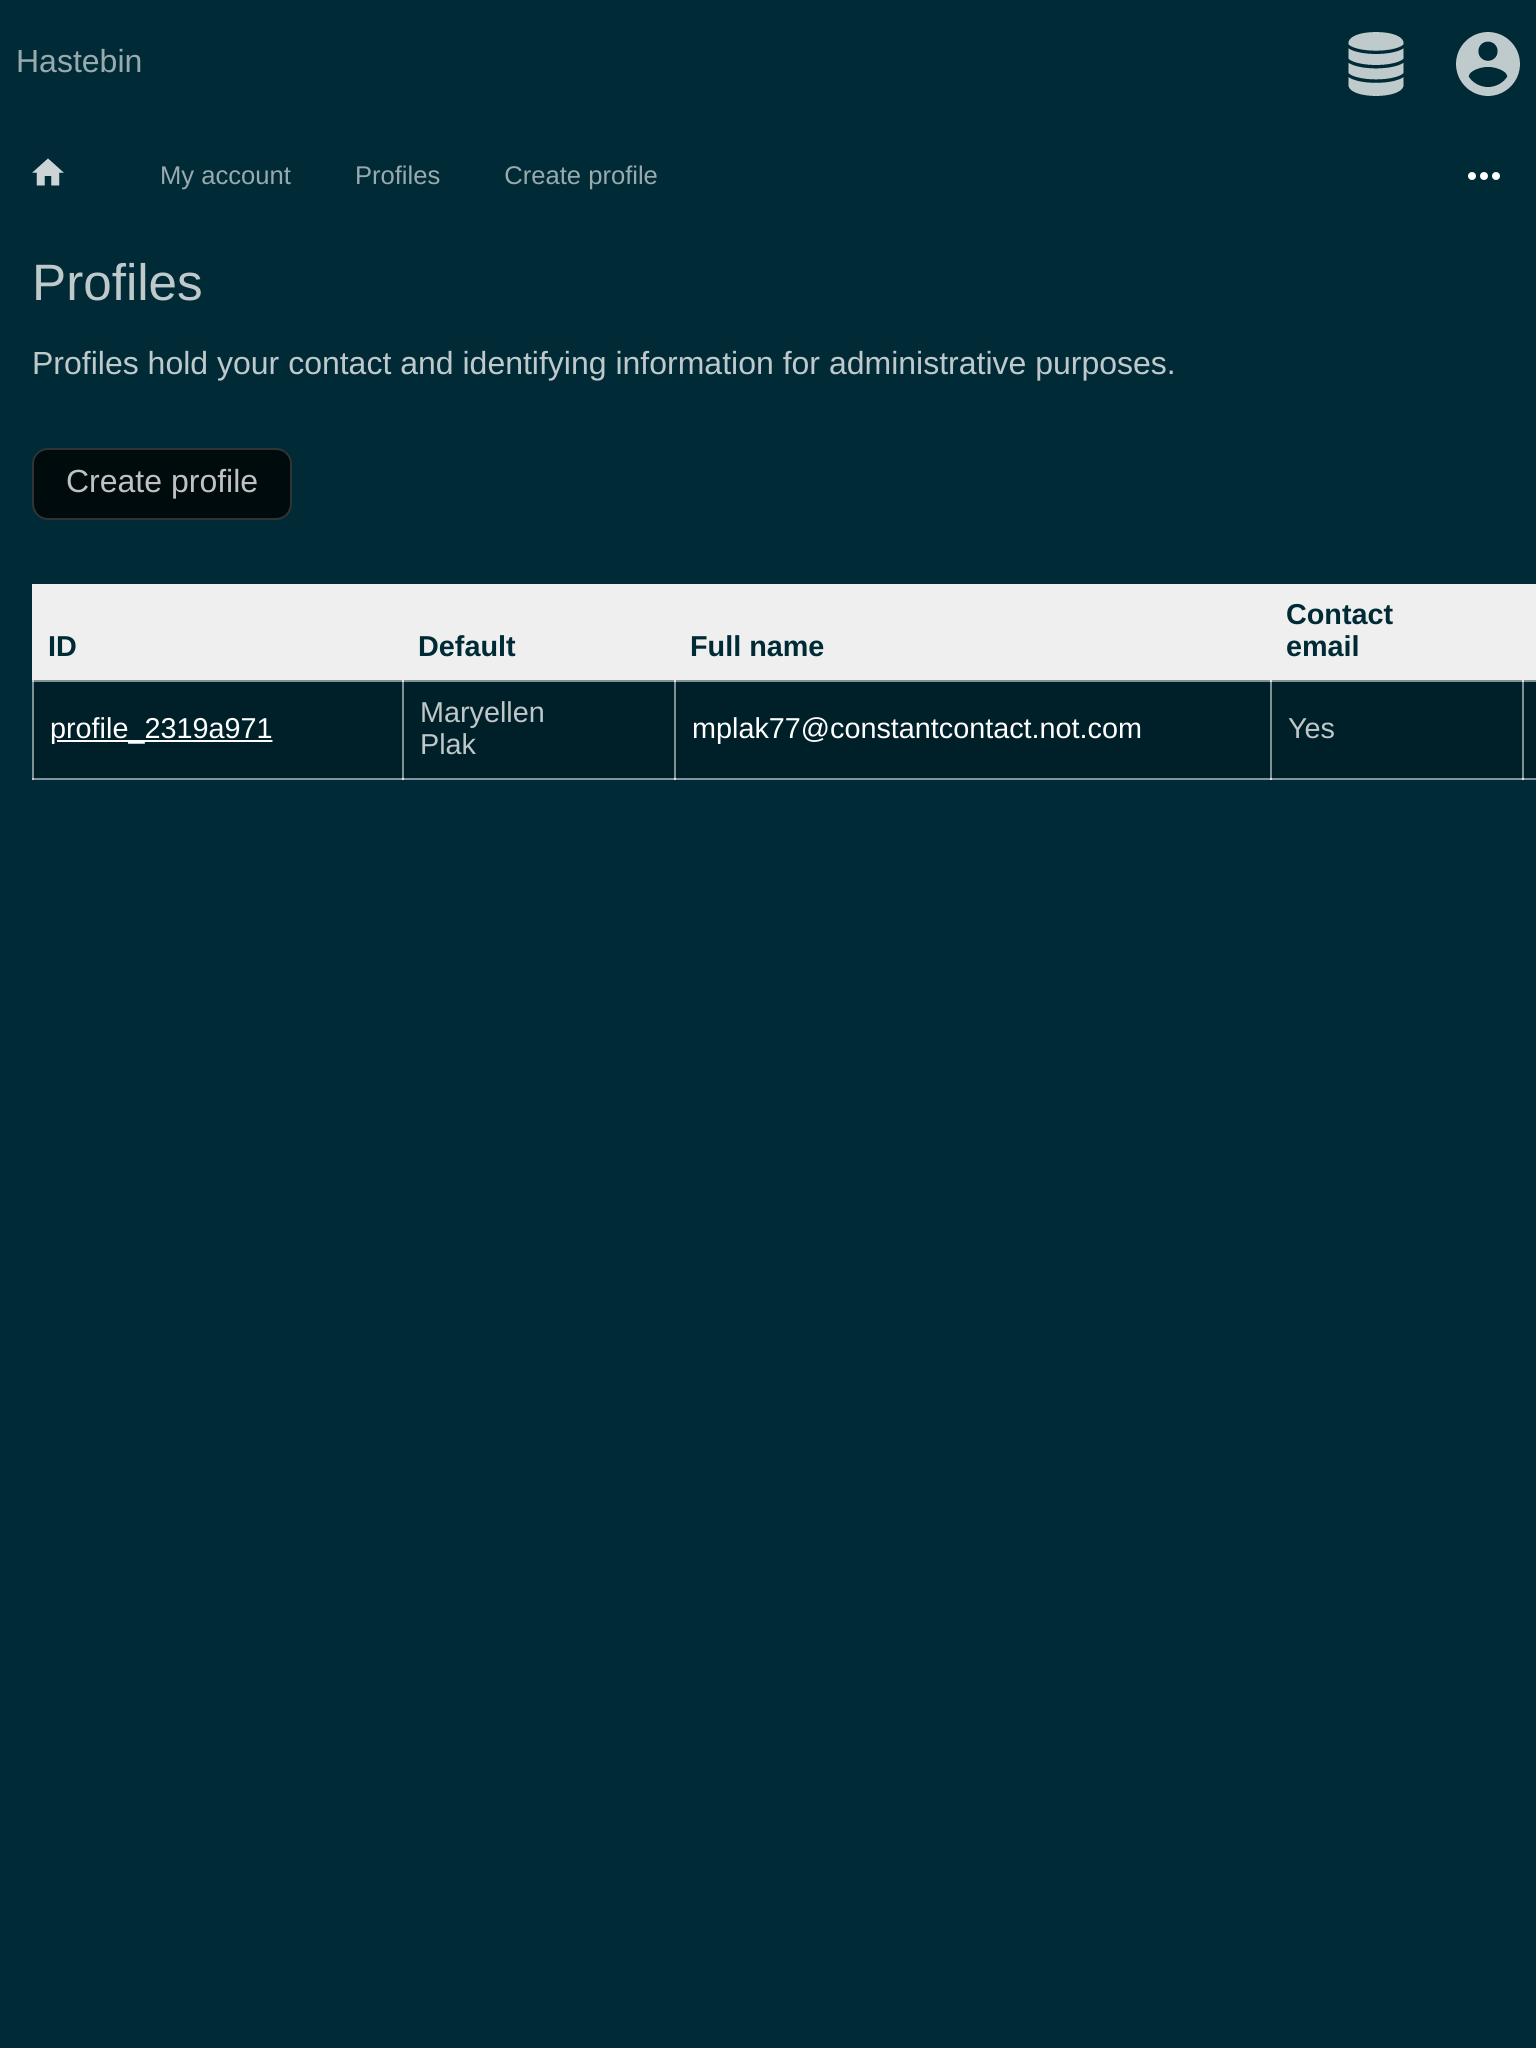 Hastebin
My account Profiles Create profile
Profiles
Profiles hold your contact and identifying information for administrative purposes.
Create profile
ID Default Full name Contact
email
profile_2319a971 Maryellen
Plak mplak77@constantcontact.not.com Yes